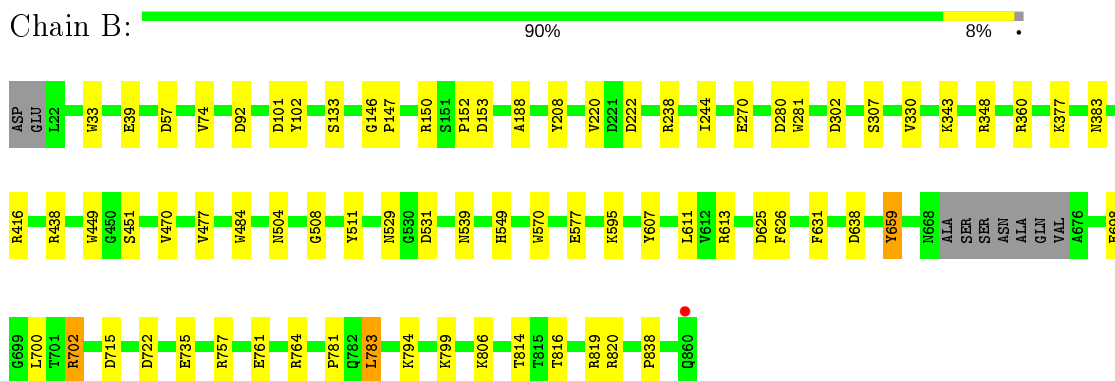 Chain B:
90% 8% •
ASP GLU L22 W33 E39 D57 V74 D92 D101 Y102 S133 G146 P147 R150 S151 P152 D153 A188 Y208 V220 D221 D222 R238 I244 E270 D280 W281 D302 S307 V330 K343 R348 R360 K377 N383
R416 R438 W449 G450 S451 V470 V477 W484 N504 G508 Y511 N529 G530 D531 N539 H549 W570 E577 K595 Y607 L611 V612 R613 D625 F626 F631 D638 Y659 N668 ALA SER SER ASN ALA GLN VAL A676
G699 L700 T701 R702 D715 D722 E735 R757 E761 R764 P781 Q782 L783 K794 K799 K806 T814 T815 T816 R819 R820 P838 Q860